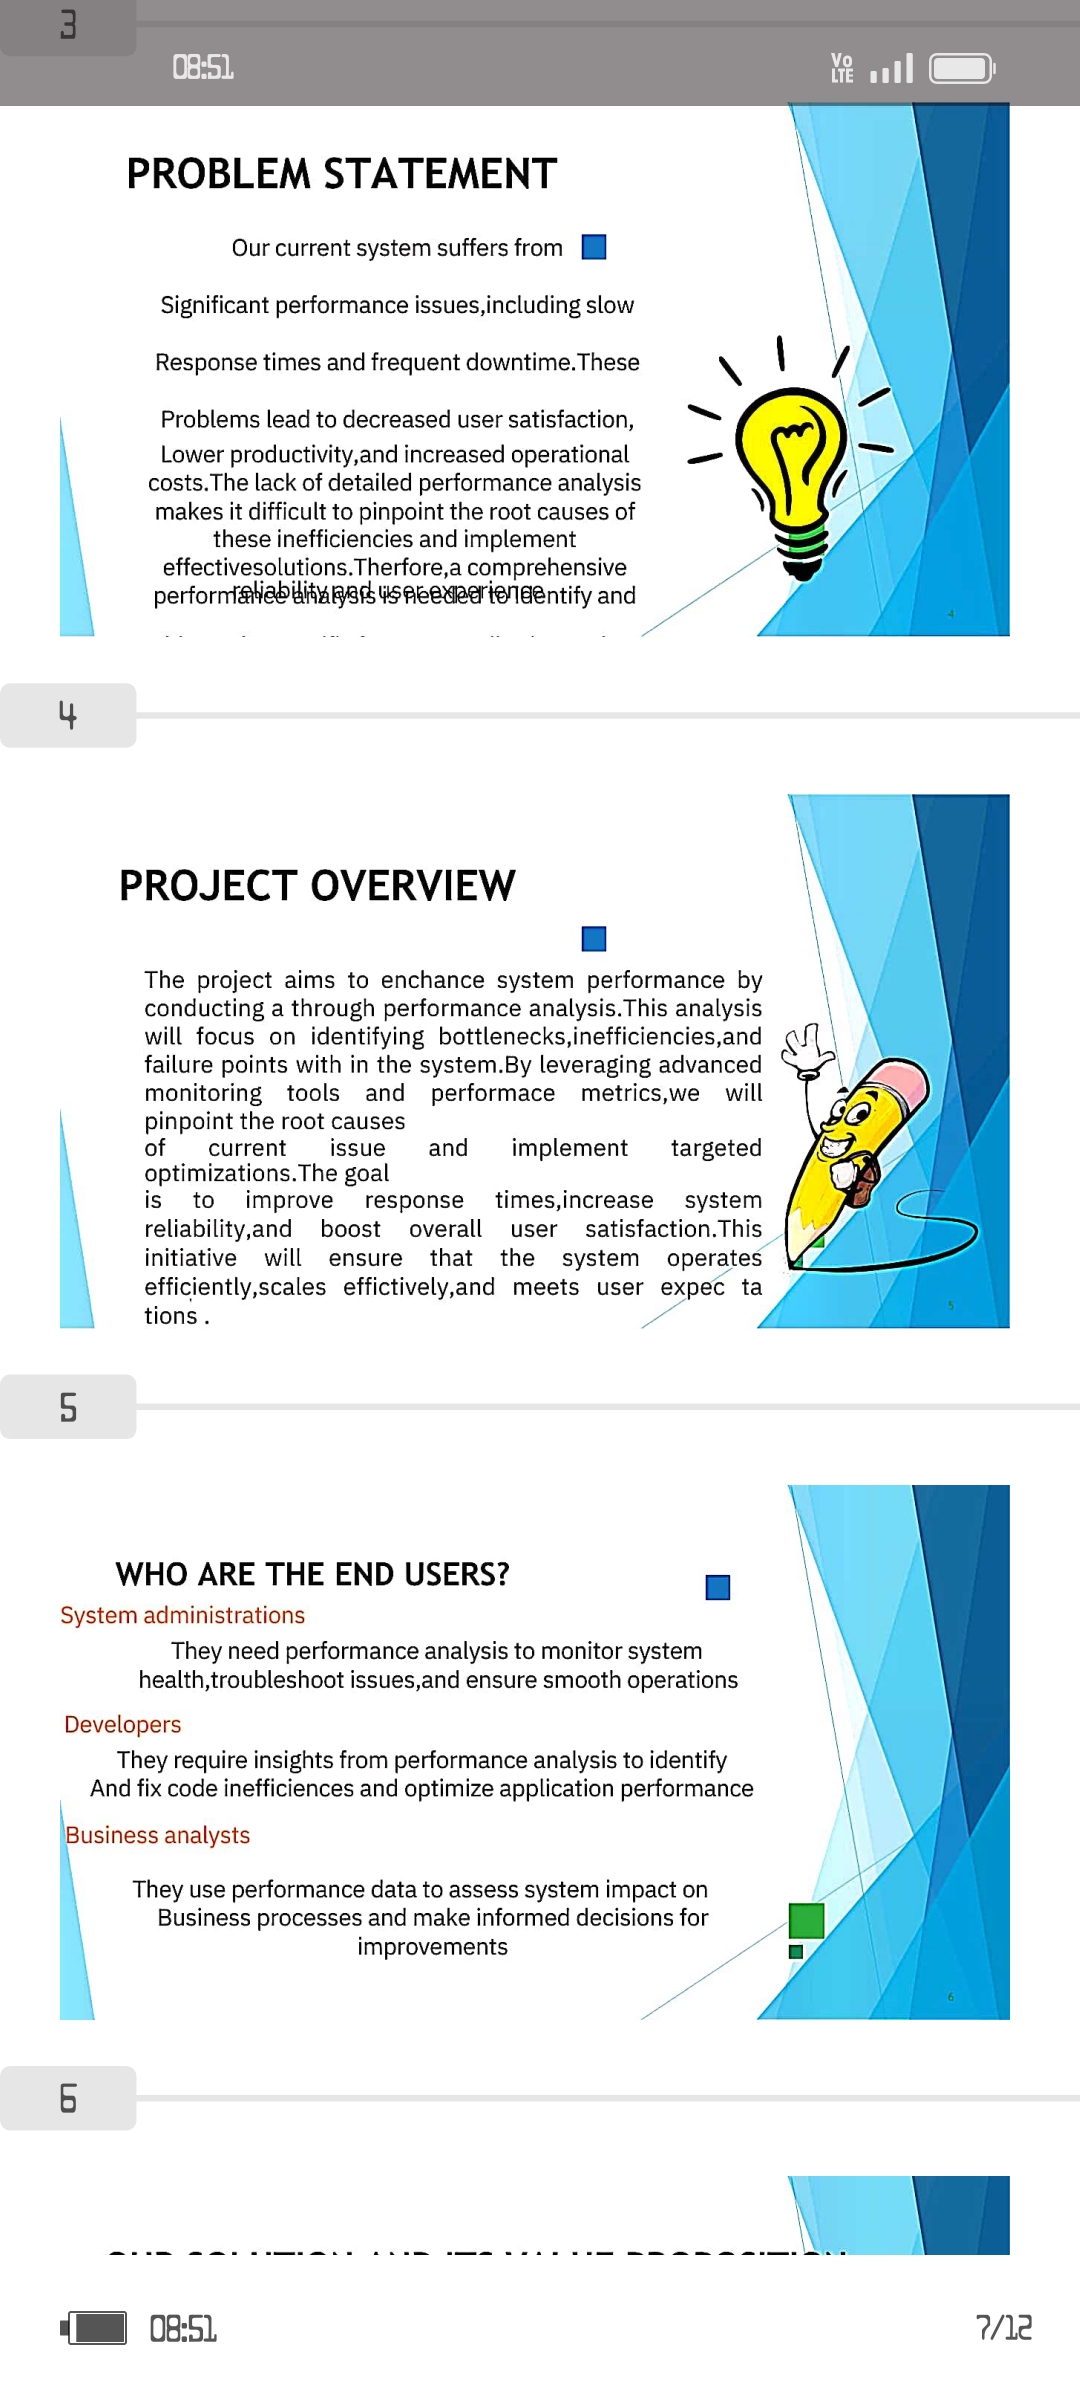 3
08:51
Vo
LTE
PROBLEM STATEMENT
Our current system suffers from
Significant performance issues,including slow
Response times and frequent downtime.These
Problems lead to decreased user satisfaction,
Lower productivity,and increased operational
costs.The lack of detailed performance analysis
makes it difficult to pinpoint the root causes of
these inefficiencies and implement
effectivesolutions.Therfore,a comprehensive
performance analysis is needed to identify and
reliability,and user experience
4
4
PROJECT OVERVIEW
The project aims to enchance system performance by
conducting a through performance analysis.This analysis
will focus on identifying bottlenecks,inefficiencies,and
failure points with in the system.By leveraging advanced
monitoring tools and performace metrics,we will
pinpoint the root causes
of current issue and implement targeted
optimizations.The goal
is to improve response times,increase system
reliability,and boost overall user satisfaction.This
initiative will ensure that the system operates
efficiently,scales effictively,and meets user expec ta
tions .
5
5
WHO ARE THE END USERS?
System administrations
They need performance analysis to monitor system
health,troubleshoot issues,and ensure smooth operations
Developers
They require insights from performance analysis to identify
And fix code inefficiences and optimize application performance
Business analysts
They use performance data to assess system impact on
Business processes and make informed decisions for
improvements
6
6
OUR SOLUTION AND ITS VALUE PROPOSITION
08:51
7/12